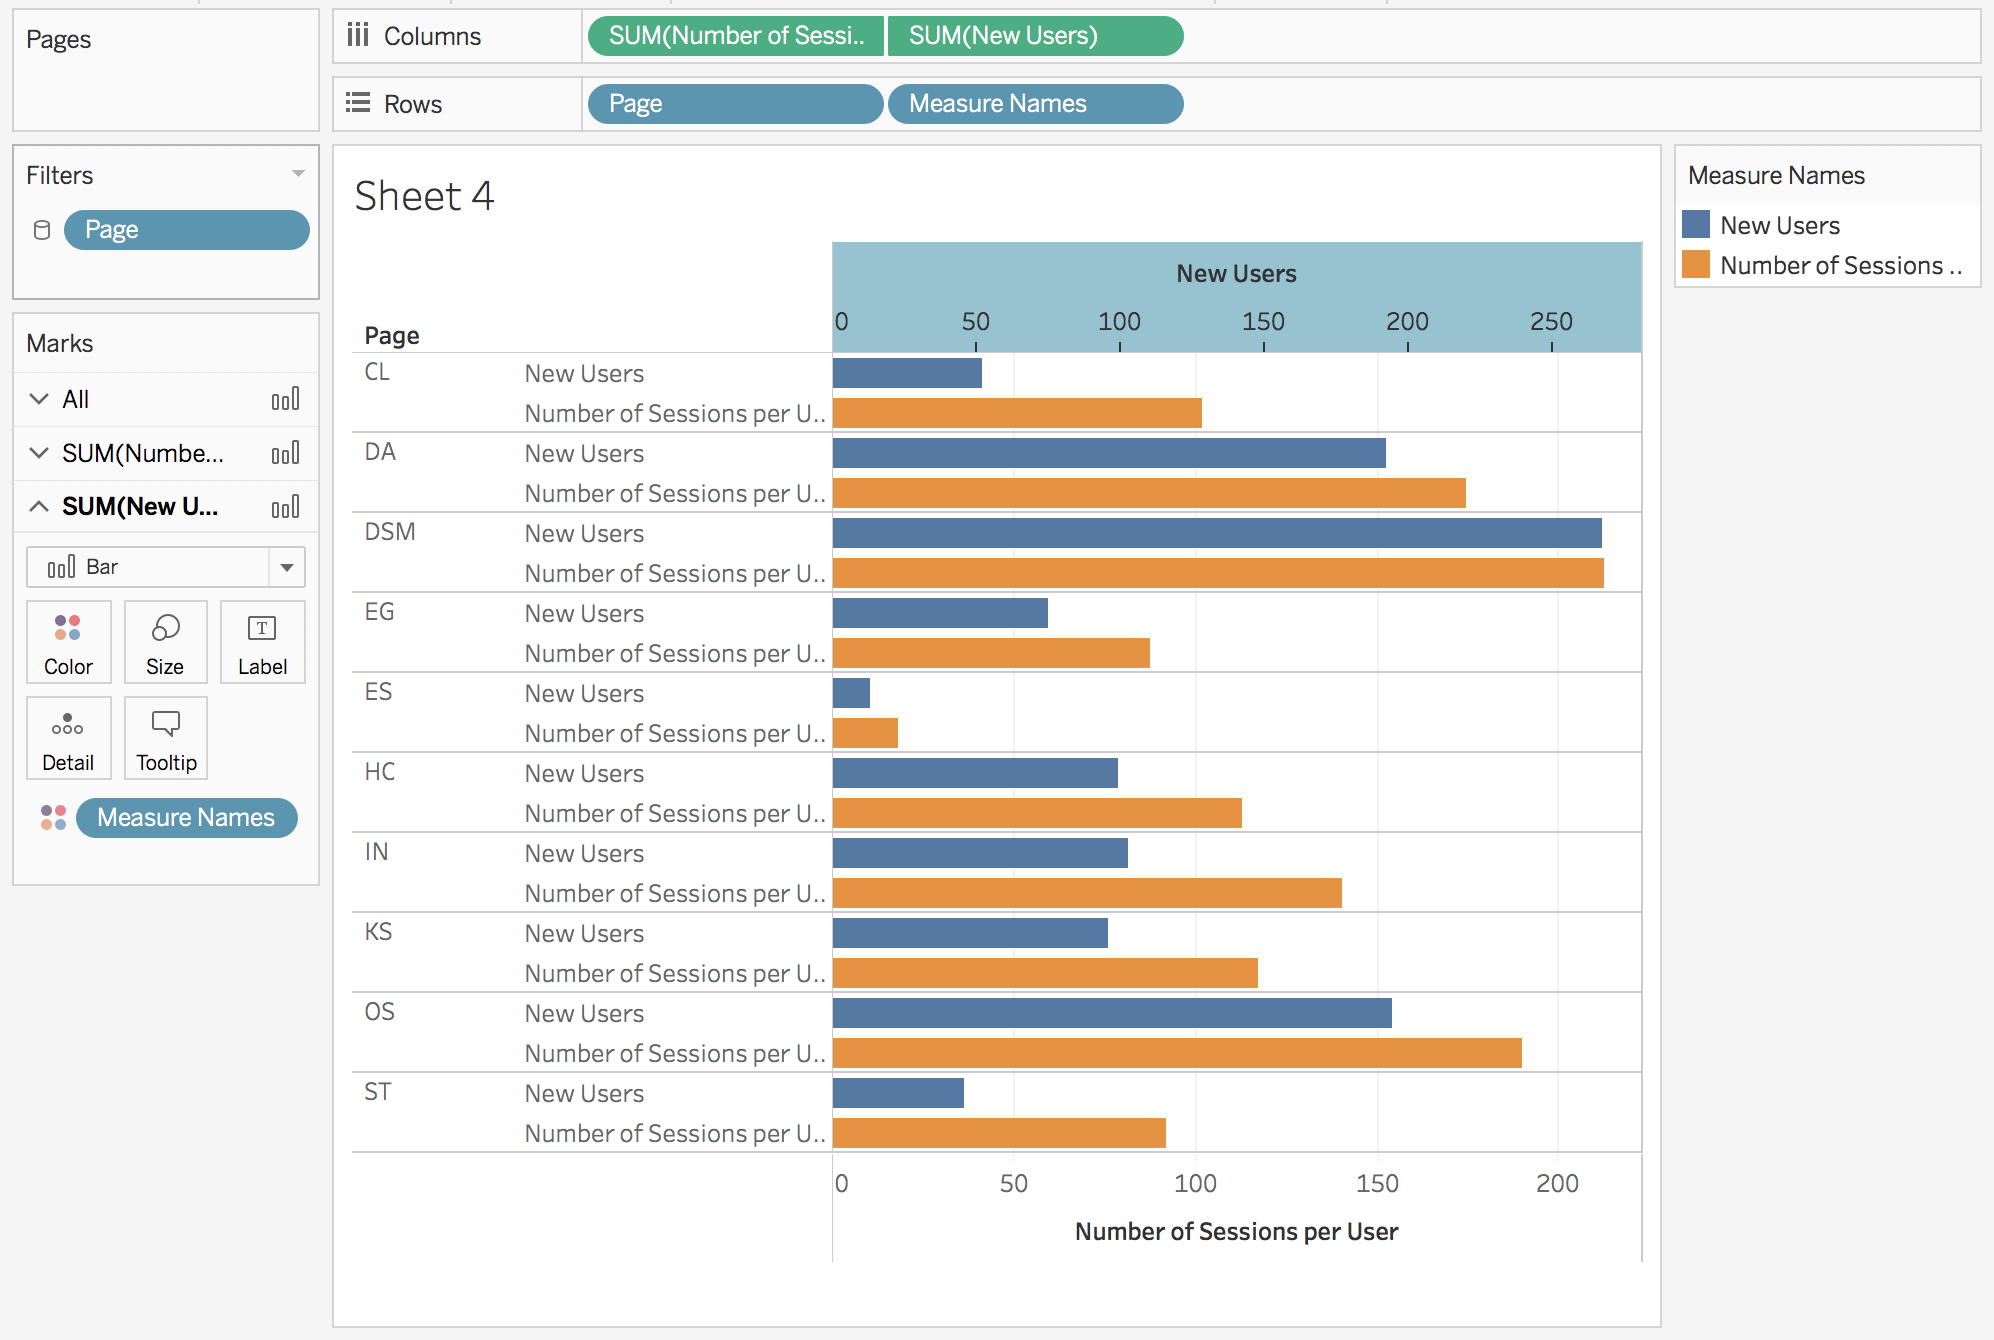 Pages
Columns
SUM(Number of Sessi..
SUM(New Users)
Rows
Page
Measure Names
Filters
Page
Marks
All
SUM(Numbe...
SUM(New U...
Bar
Color
Size
Label
Detail
Tooltip
Measure Names
Sheet 4
New Users
0 50 100 150 200 250
Page
CL New Users
Number of Sessions per U..
DA New Users
Number of Sessions per U..
DSM New Users
Number of Sessions per U..
EG New Users
Number of Sessions per U..
ES New Users
Number of Sessions per U..
HC New Users
Number of Sessions per U..
IN New Users
Number of Sessions per U..
KS New Users
Number of Sessions per U..
OS New Users
Number of Sessions per U..
ST New Users
Number of Sessions per U..
0 50 100 150 200
Number of Sessions per User
Measure Names
New Users
Number of Sessions ..